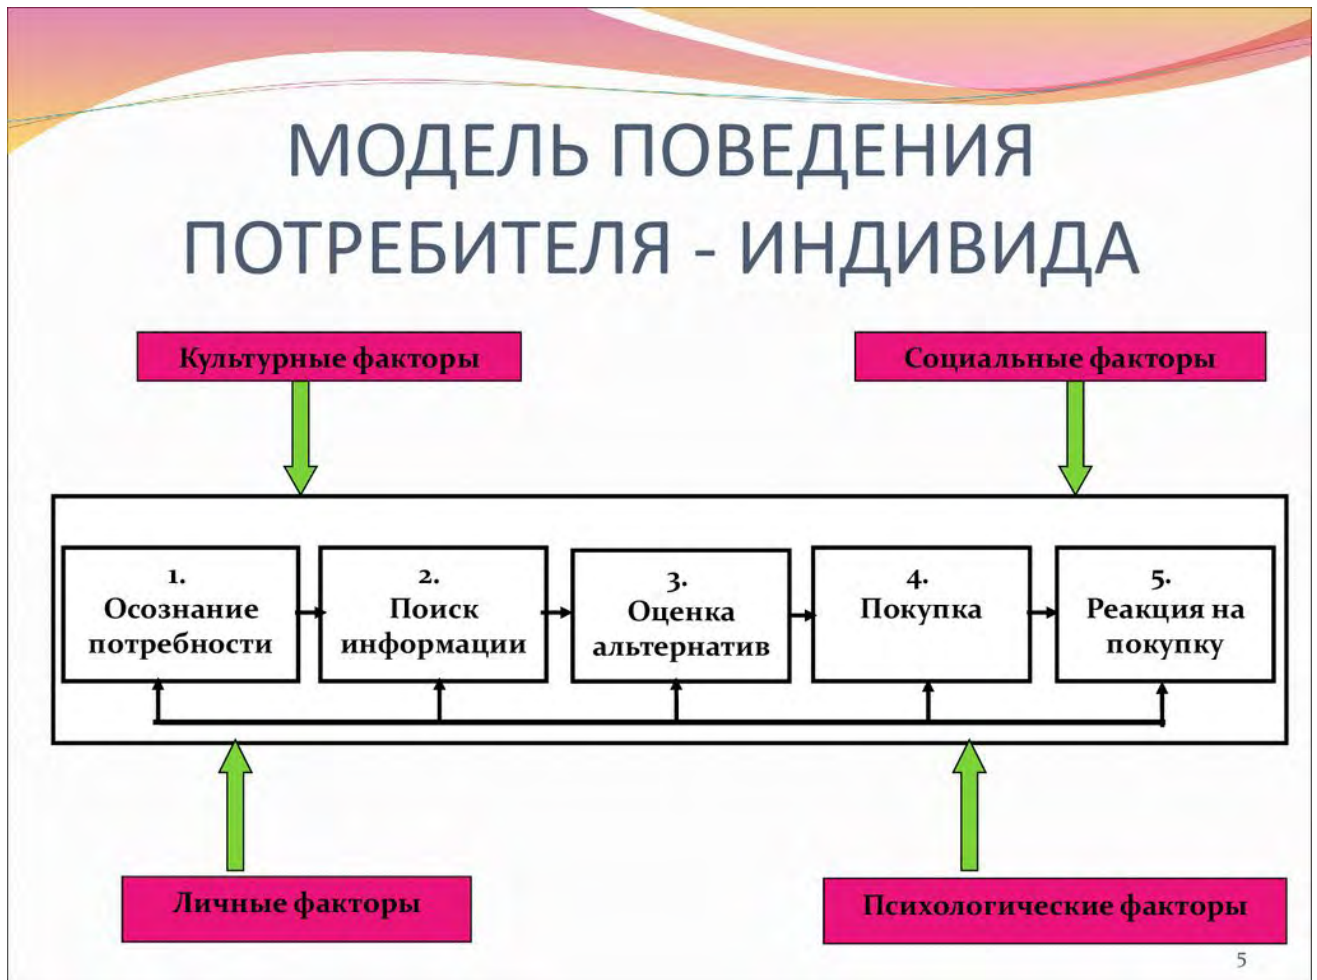 МОДЕЛЬ ПОВЕДЕНИЯ
ПОТРЕБИТЕЛЯ - ИНДИВИДА
Культурные факторы
Социальные факторы
1.
Осознание
потребности
2.
Поиск
информации
3.
Оценка
альтернатив
4.
Покупка
5.
Реакция на
покупку
Личные факторы
Психологические факторы
5